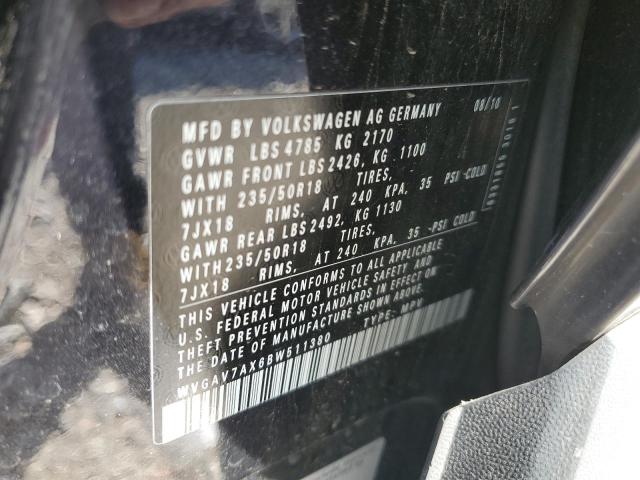 MFD BY VOLKSWAGEN AG GERMANY 08/10
GVWR LBS 4785 KG 2170
GAWR FRONT LBS 2426, KG 1100
WITH 235/50R18 TIRES,
7JX18 RIMS, AT 240 KPA, 35 PSI-COLD
GAWR REAR LBS 2492, KG 1130
WITH 235/50R18 TIRES,
7JX18 RIMS, AT 240 KPA, 35 PSI COLD
THIS VEHICLE CONFORMS TO ALL APPLICABLE
U.S. FEDERAL MOTOR VEHICLE SAFETY AND
THEFT PREVENTION STANDARDS IN EFFECT ON
THE DATE OF MANUFACTURE SHOWN ABOVE.
WVGAV7AX6BW511380 TYPE: MPV